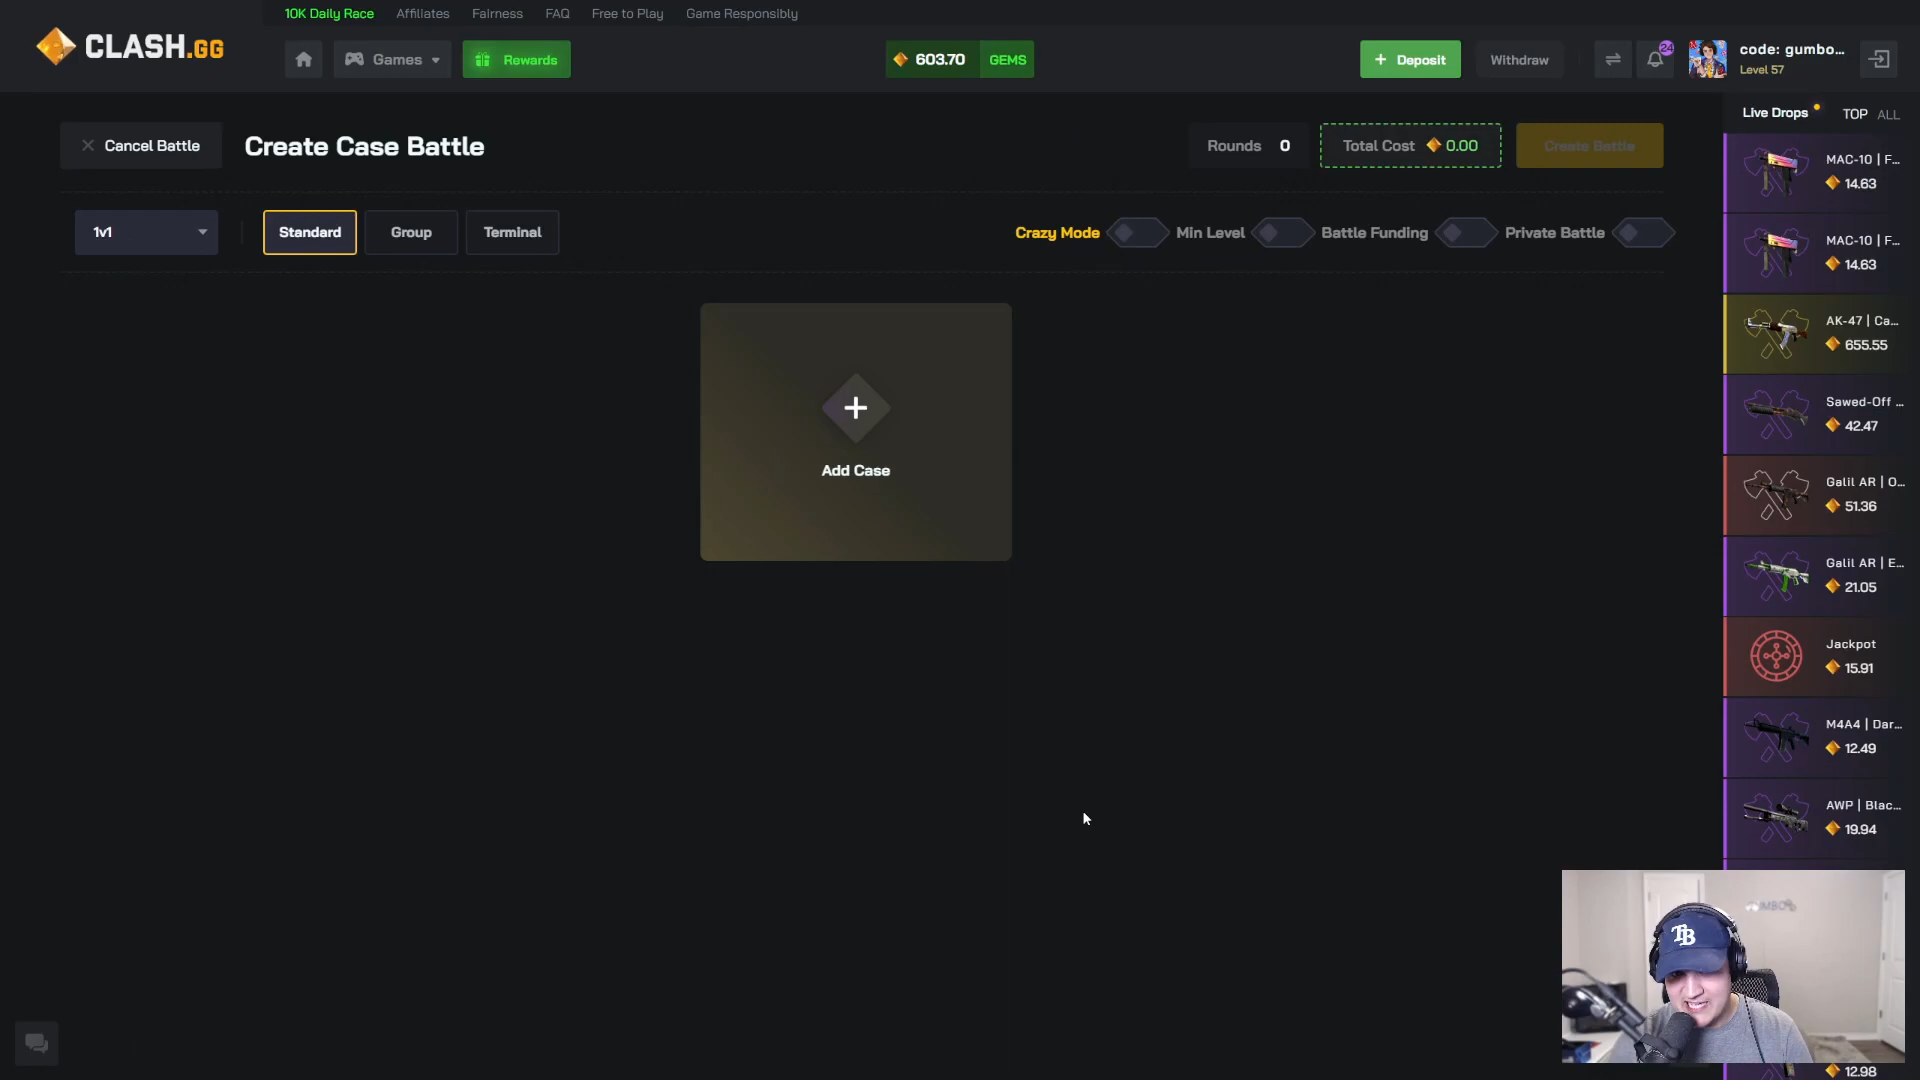 10K Daily Race Affiliates Fairness FAQ Free to Play Game Responsibly
CLASH.GG
Games
Rewards
603.70 GEMS
+ Deposit
Withdraw
24
code: gumbo...
Level 57
Cancel Battle
Create Case Battle
Rounds 0
Total Cost 0.00
Create Battle
1v1
Standard
Group
Terminal
Crazy Mode
Min Level
Battle Funding
Private Battle
Add Case
Live Drops TOP ALL
MAC-10 | F...
14.63
MAC-10 | F...
14.63
AK-47 | Ca...
655.55
Sawed-Off ...
42.47
Galil AR | O...
51.36
Galil AR | E...
21.05
Jackpot
15.91
M4A4 | Dar...
12.49
AWP | Blac...
19.94
TB
12.98